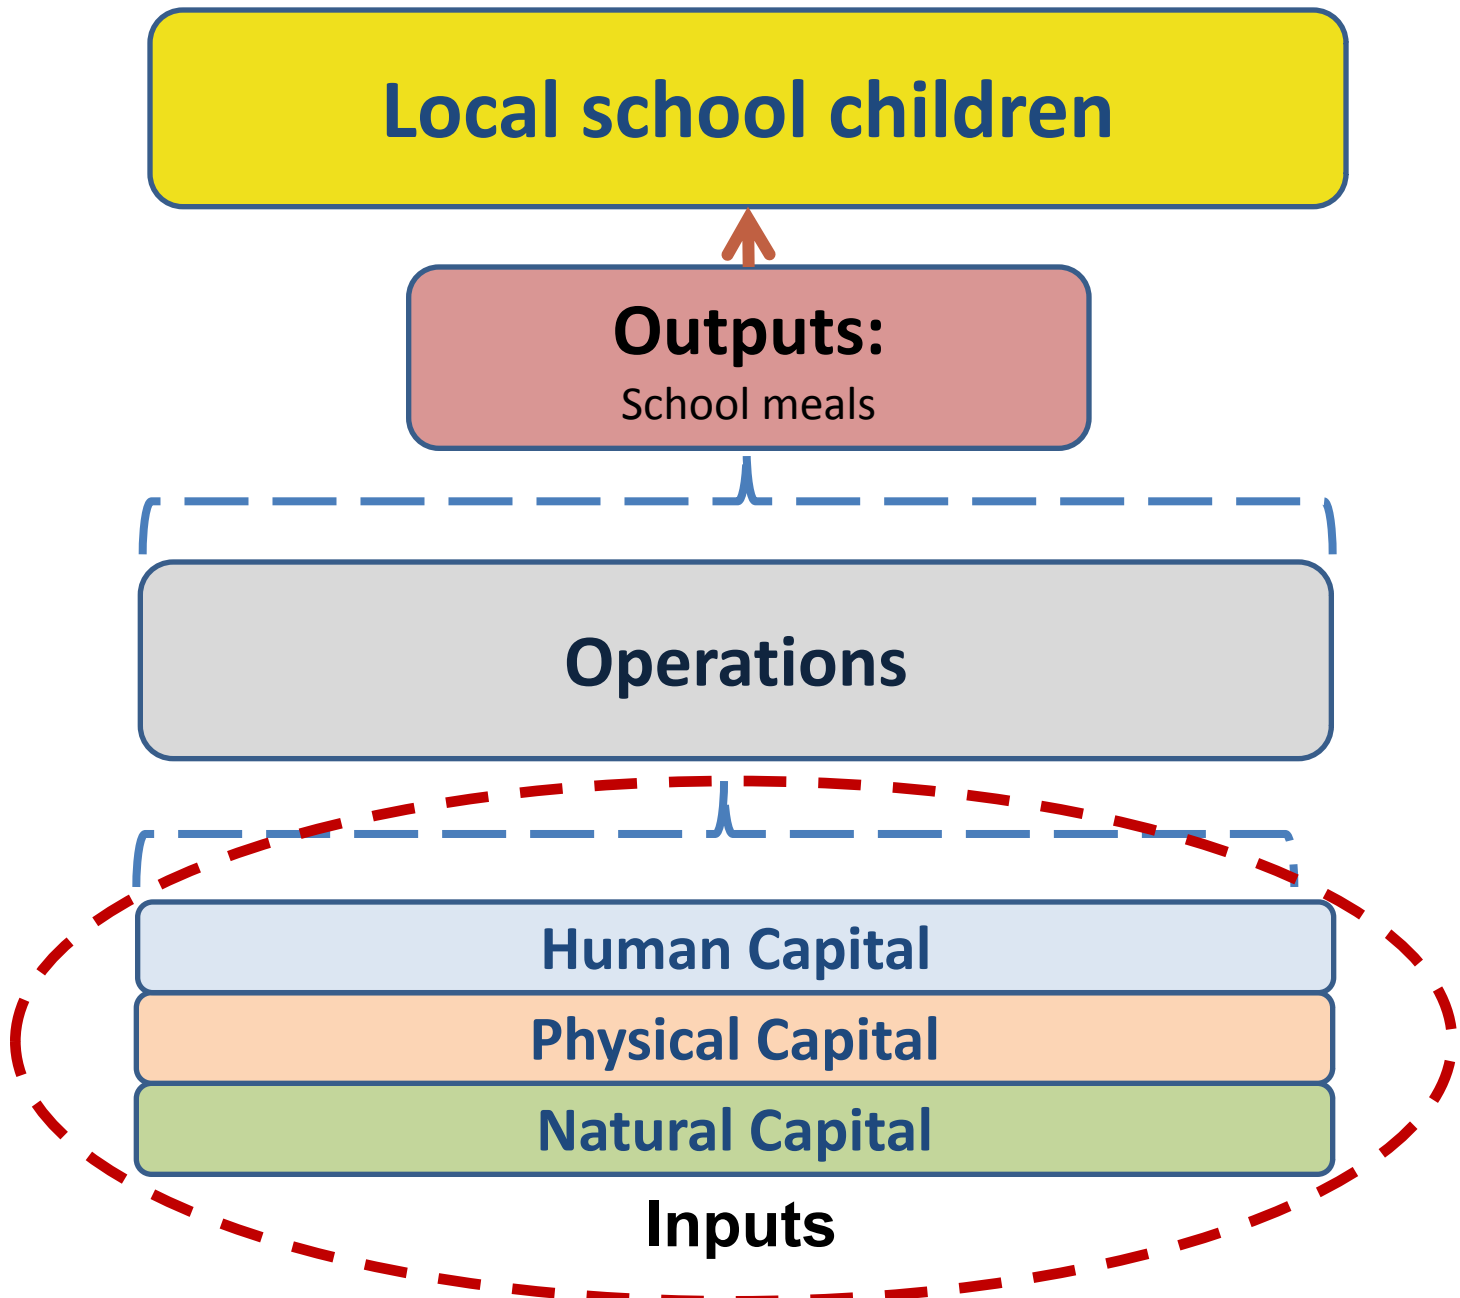 Local school children
Outputs:
School meals
Operations
Human Capital
Physical Capital
Natural Capital
Inputs